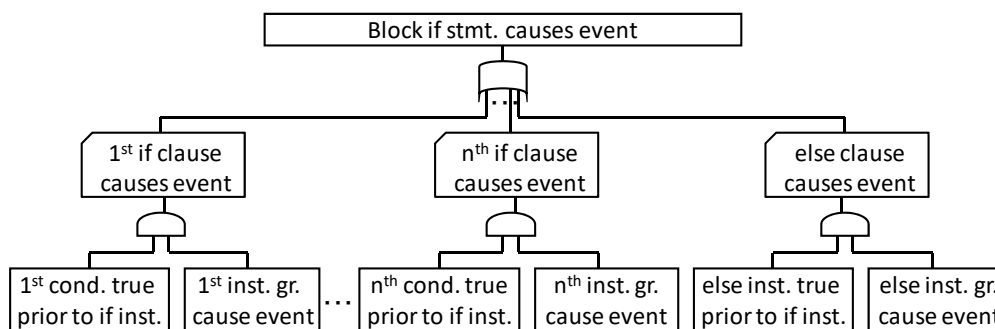 Block if stmt. causes event
...
1st if clause
causes event
nth if clause
causes event
else clause
causes event
1st cond. true
prior to if inst.
1st inst. gr.
cause event
...
nth cond. true
prior to if inst.
nth inst. gr.
cause event
else inst. true
prior to if inst.
else inst. gr.
cause event